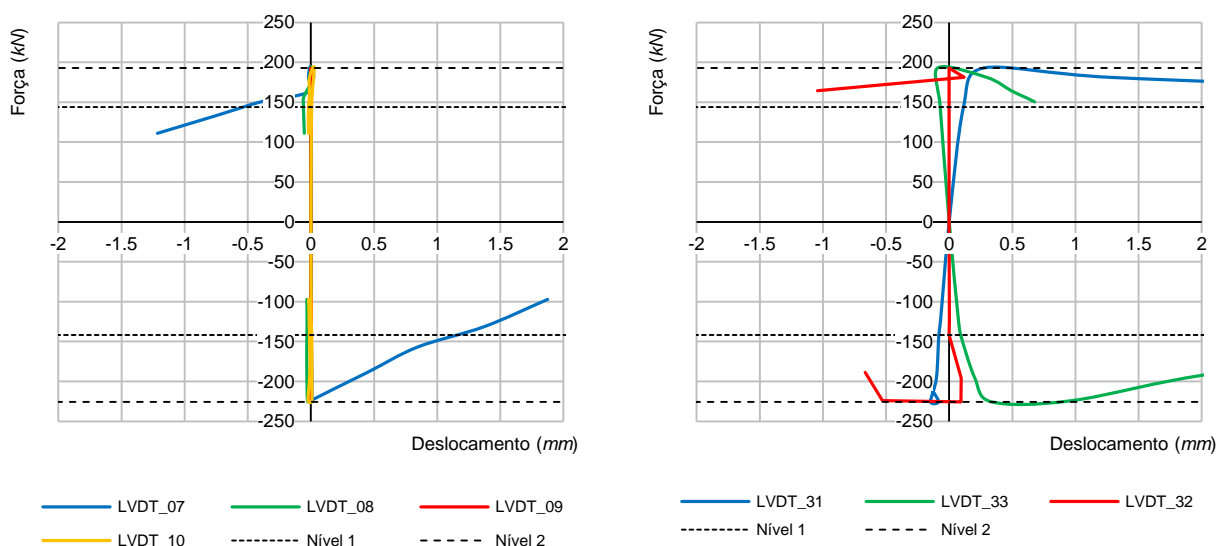 Força (kN)
250
200
150
100
50
0
-50
-100
-150
-200
-250
-2 -1.5 -1 -0.5 0 0.5 1 1.5 2
Deslocamento (mm)
LVDT_07 LVDT_08 LVDT_09
LVDT_10 Nível 1 Nível 2
Força (kN)
250
200
150
100
50
0
-50
-100
-150
-200
-250
-2 -1.5 -1 -0.5 0 0.5 1 1.5 2
Deslocamento (mm)
LVDT_31 LVDT_33 LVDT_32
Nível 1 Nível 2